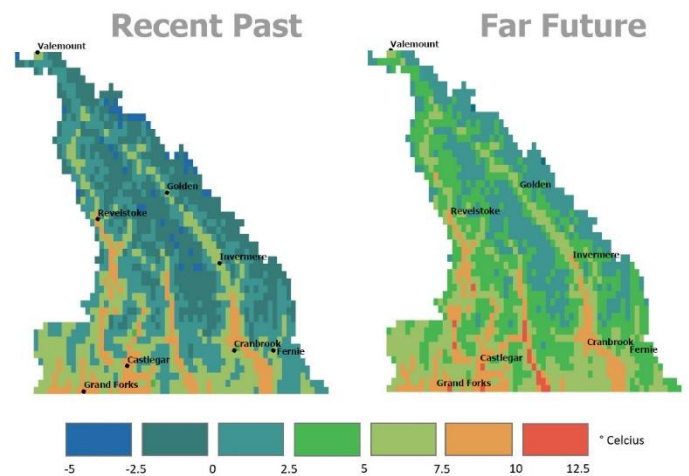 Recent Past
Far Future
Valemount
Valemount
Golden
Golden
Revelstoke
Revelstoke
Invermere
Invermere
Cranbrook
Fernie
Cranbrook
Fernie
Castlegar
Castlegar
Grand Forks
Grand Forks
-5 -2.5 0 2.5 5 7.5 10 12.5 ° Celcius